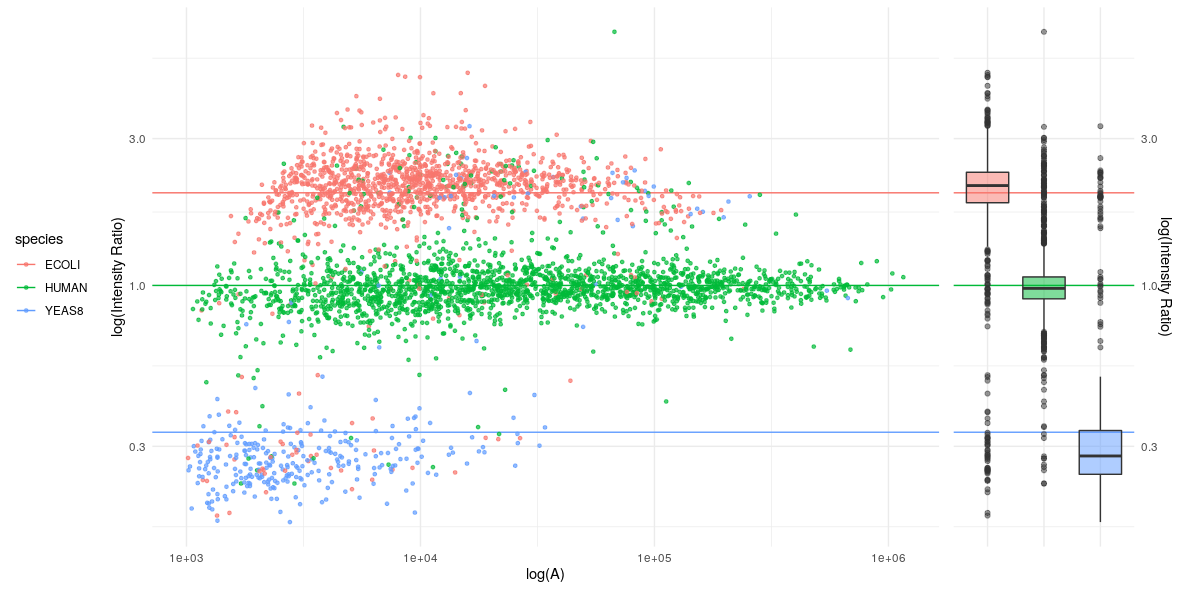 species
ECOLI
HUMAN
YEAS8
log(Intensity Ratio)
3.0
1.0
0.3
1e+03
1e+04
1e+05
1e+06
log(A)
3.0
1.0
0.3
log(Intensity Ratio)